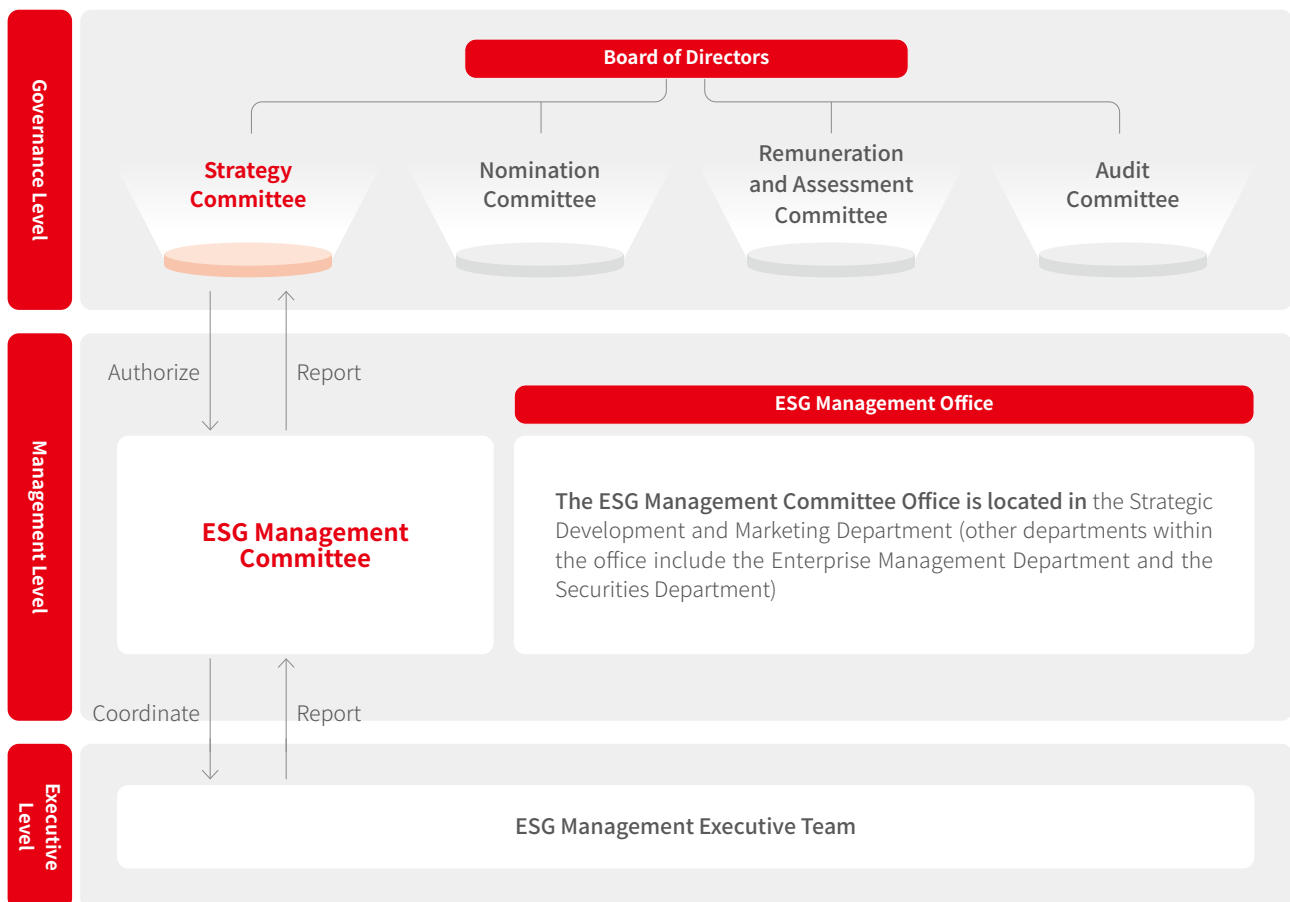 Governance Level
Board of Directors
Strategy
Committee
Nomination
Committee
Remuneration
and Assessment
Committee
Audit
Committee
Management Level
Authorize
Report
ESG Management Office
ESG Management
Committee
The ESG Management Committee Office is located in the Strategic
Development and Marketing Department (other departments within
the office include the Enterprise Management Department and the
Securities Department)
Coordinate
Report
Executive
Level
ESG Management Executive Team